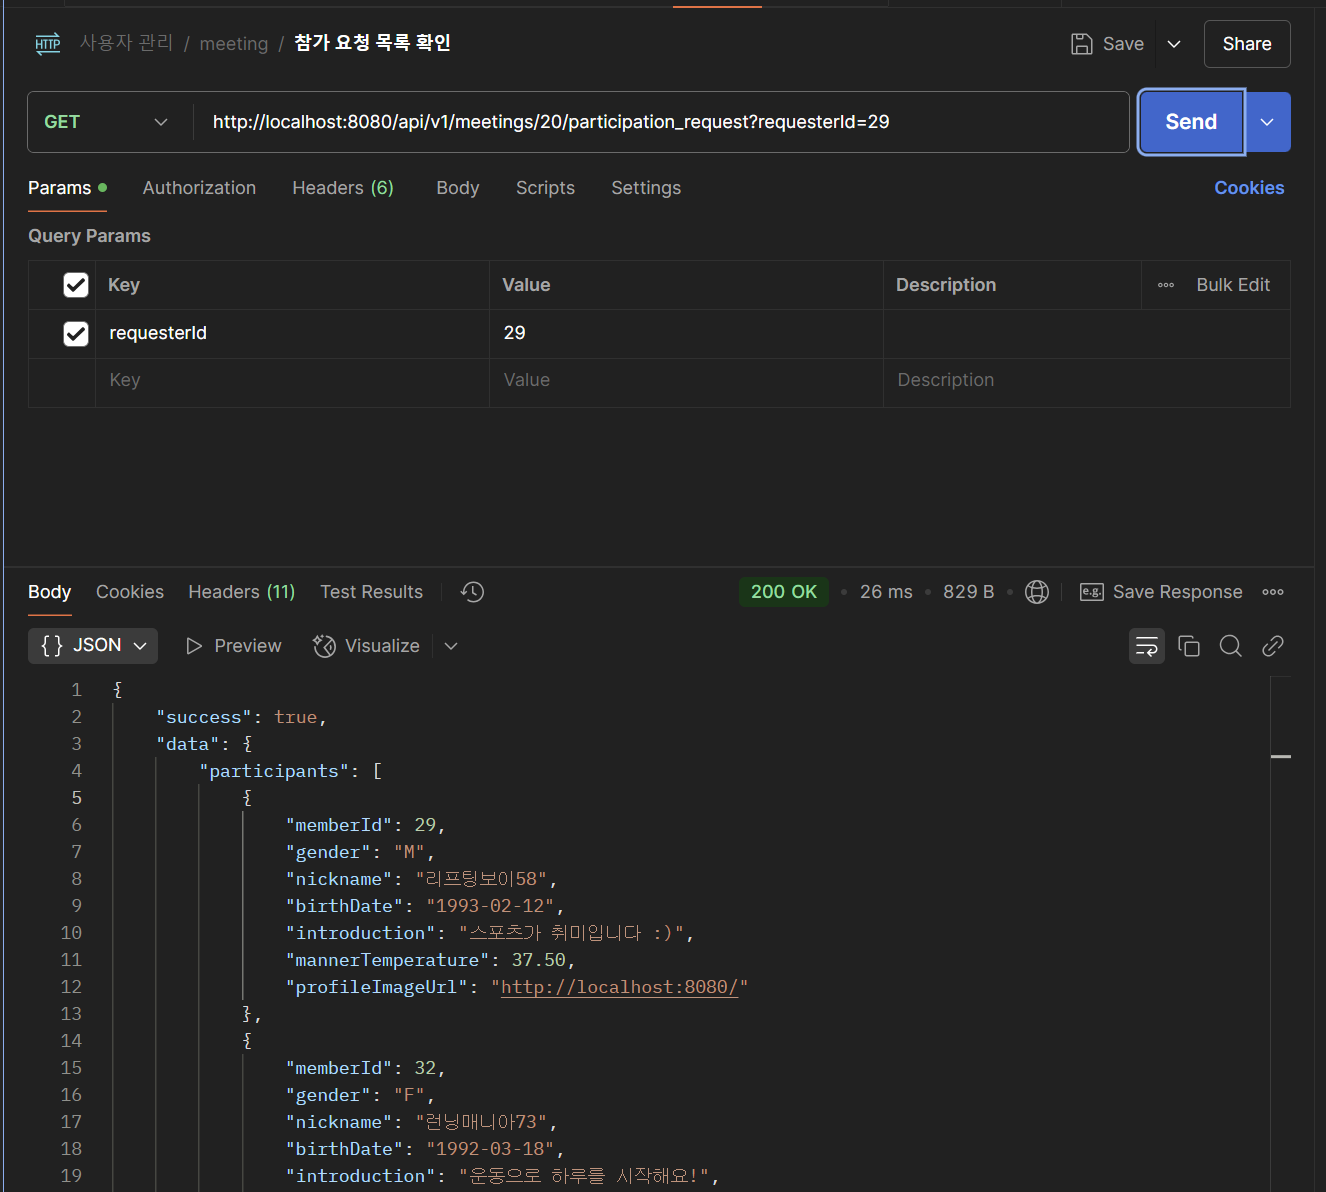 HTTP 사용자 관리 / meeting / 참가 요청 목록 확인 Save Share
GET http://localhost:8080/api/v1/meetings/20/participation_request?requesterId=29 Send
Params Authorization Headers (6) Body Scripts Settings Cookies
Query Params
Key Value Description Bulk Edit
requesterId 29
Key Value Description
Body Cookies Headers (11) Test Results 200 OK 26 ms 829 B e.g. Save Response
{} JSON Preview Visualize
1 {
2 "success": true,
3 "data": {
4 "participants": [
5 {
6 "memberId": 29,
7 "gender": "M",
8 "nickname": "리프팅보이58",
9 "birthDate": "1993-02-12",
10 "introduction": "스포츠가 취미입니다 :)",
11 "mannerTemperature": 37.50,
12 "profileImageUrl": "http://localhost:8080/"
13 },
14 {
15 "memberId": 32,
16 "gender": "F",
17 "nickname": "런닝매니아73",
18 "birthDate": "1992-03-18",
19 "introduction": "운동으로 하루를 시작해요!",